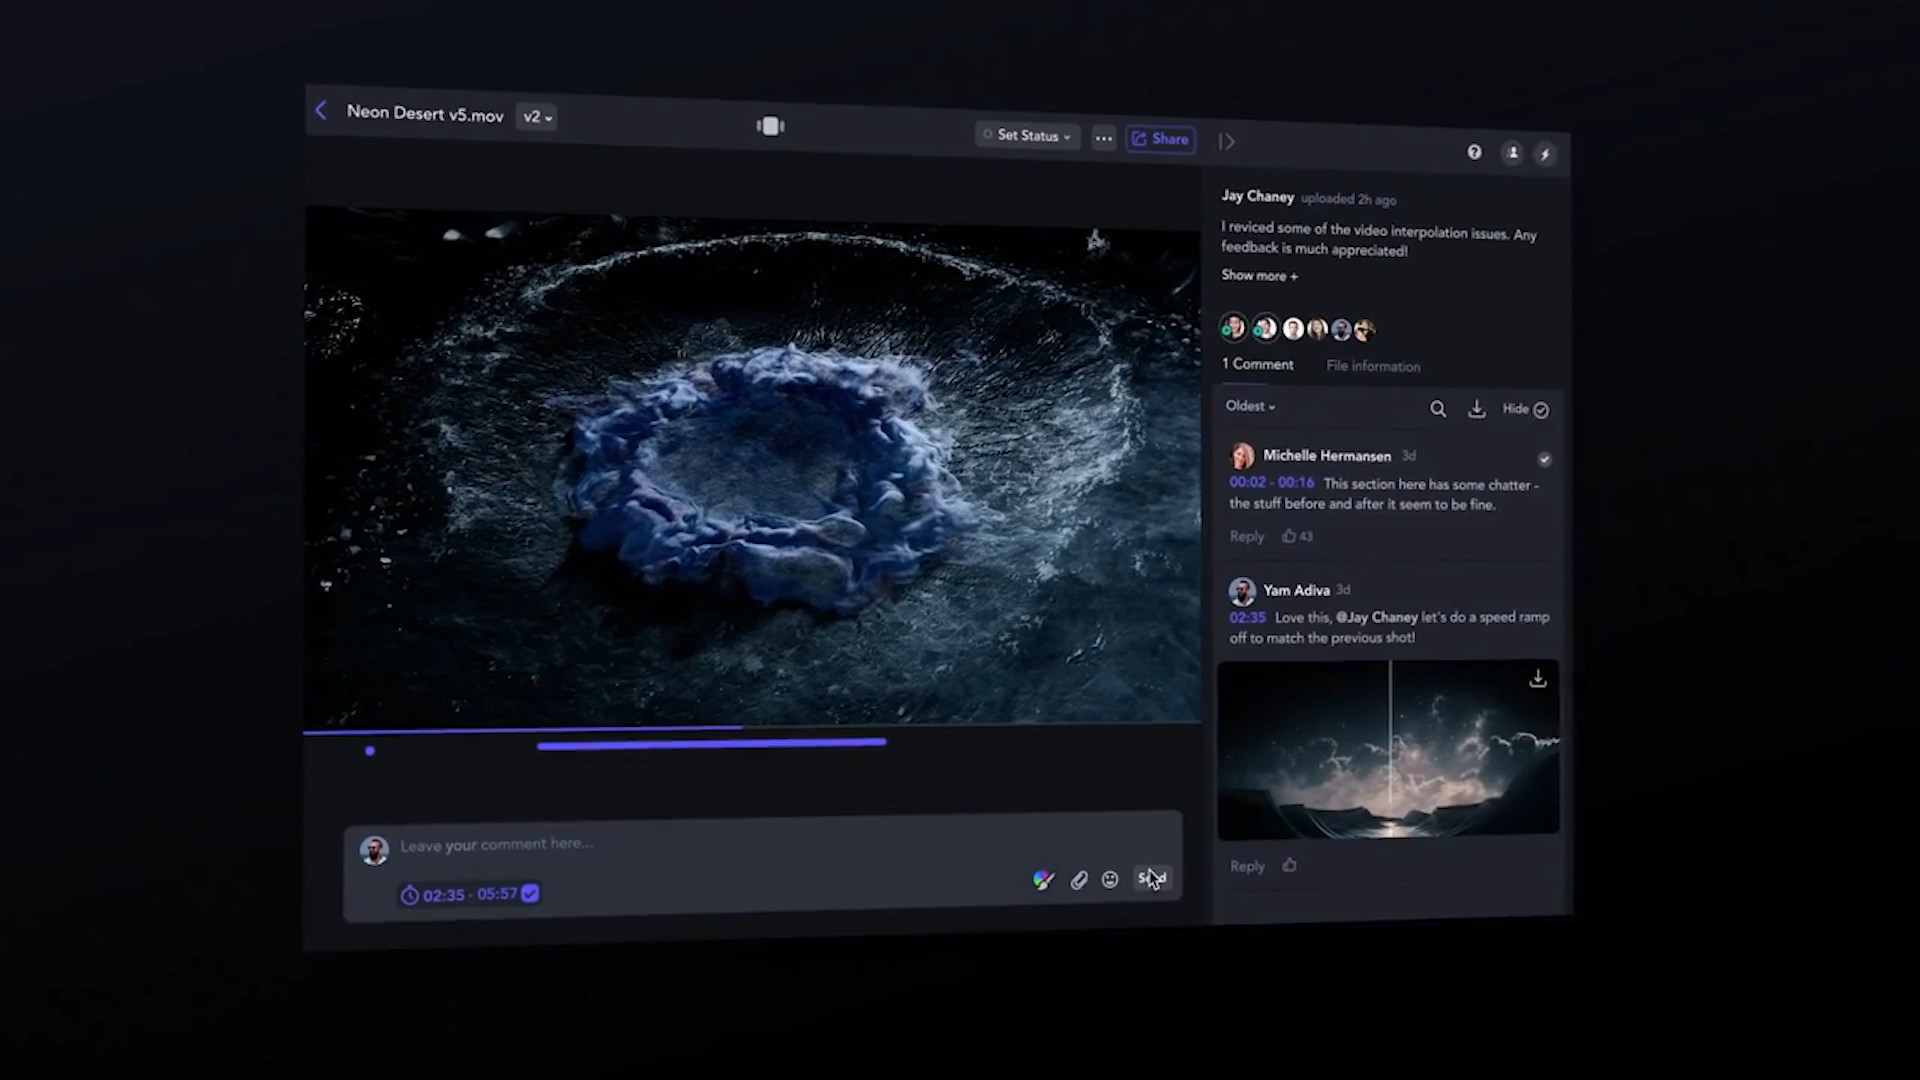 Neon Desert v5.mov
v2
Set Status
Share
Jay Chaney uploaded 2h ago
I reviced some of the video interpolation issues. Any
feedback is much appreciated!
Show more +
1 Comment
File information
Oldest
Hide
Michelle Hermansen 3d
00:02 - 00:16 This section here has some chatter -
the stuff before and after it seem to be fine.
Reply
43
Yam Adiva 3d
02:35 Love this, @Jay Chaney let's do a speed ramp
off to match the previous shot!
Reply
Leave your comment here...
02:35 - 05:57
Send